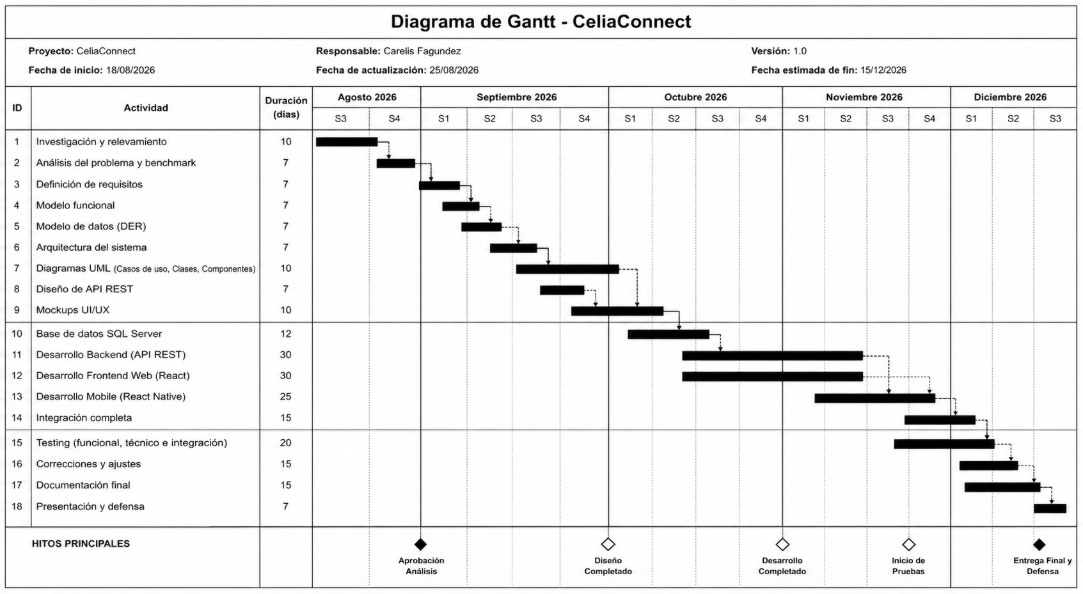 Diagrama de Gantt - CeliaConnect
Proyecto: CeliaConnect Responsable: Carelis Fagundez Versión: 1.0
Fecha de inicio: 18/08/2026 Fecha de actualización: 25/08/2026 Fecha estimada de fin: 15/12/2026
ID Actividad Duración (días) Agosto 2026 Septiembre 2026 Octubre 2026 Noviembre 2026 Diciembre 2026
S3 S4 S1 S2 S3 S4 S1 S2 S3 S1 S2 S3 S4 S1 S2 S3
1 Investigación y relevamiento 10
2 Análisis del problema y benchmark 7
3 Definición de requisitos 7
4 Modelo funcional 7
5 Modelo de datos (DER) 7
6 Arquitectura del sistema 7
7 Diagramas UML (Casos de uso, Clases, Componentes) 10
8 Diseño de API REST 7
9 Mockups UI/UX 10
10 Base de datos SQL Server 12
11 Desarrollo Backend (API REST) 30
12 Desarrollo Frontend Web (React) 30
13 Desarrollo Mobile (React Native) 25
14 Integración completa 15
15 Testing (funcional, técnico e integración) 20
16 Correcciones y ajustes 15
17 Documentación final 15
18 Presentación y defensa 7
HITOS PRINCIPALES
Aprobación Diseño Desarrollo Inicio de Entrega Final y
Análisis Completado Completado Pruebas Defensa